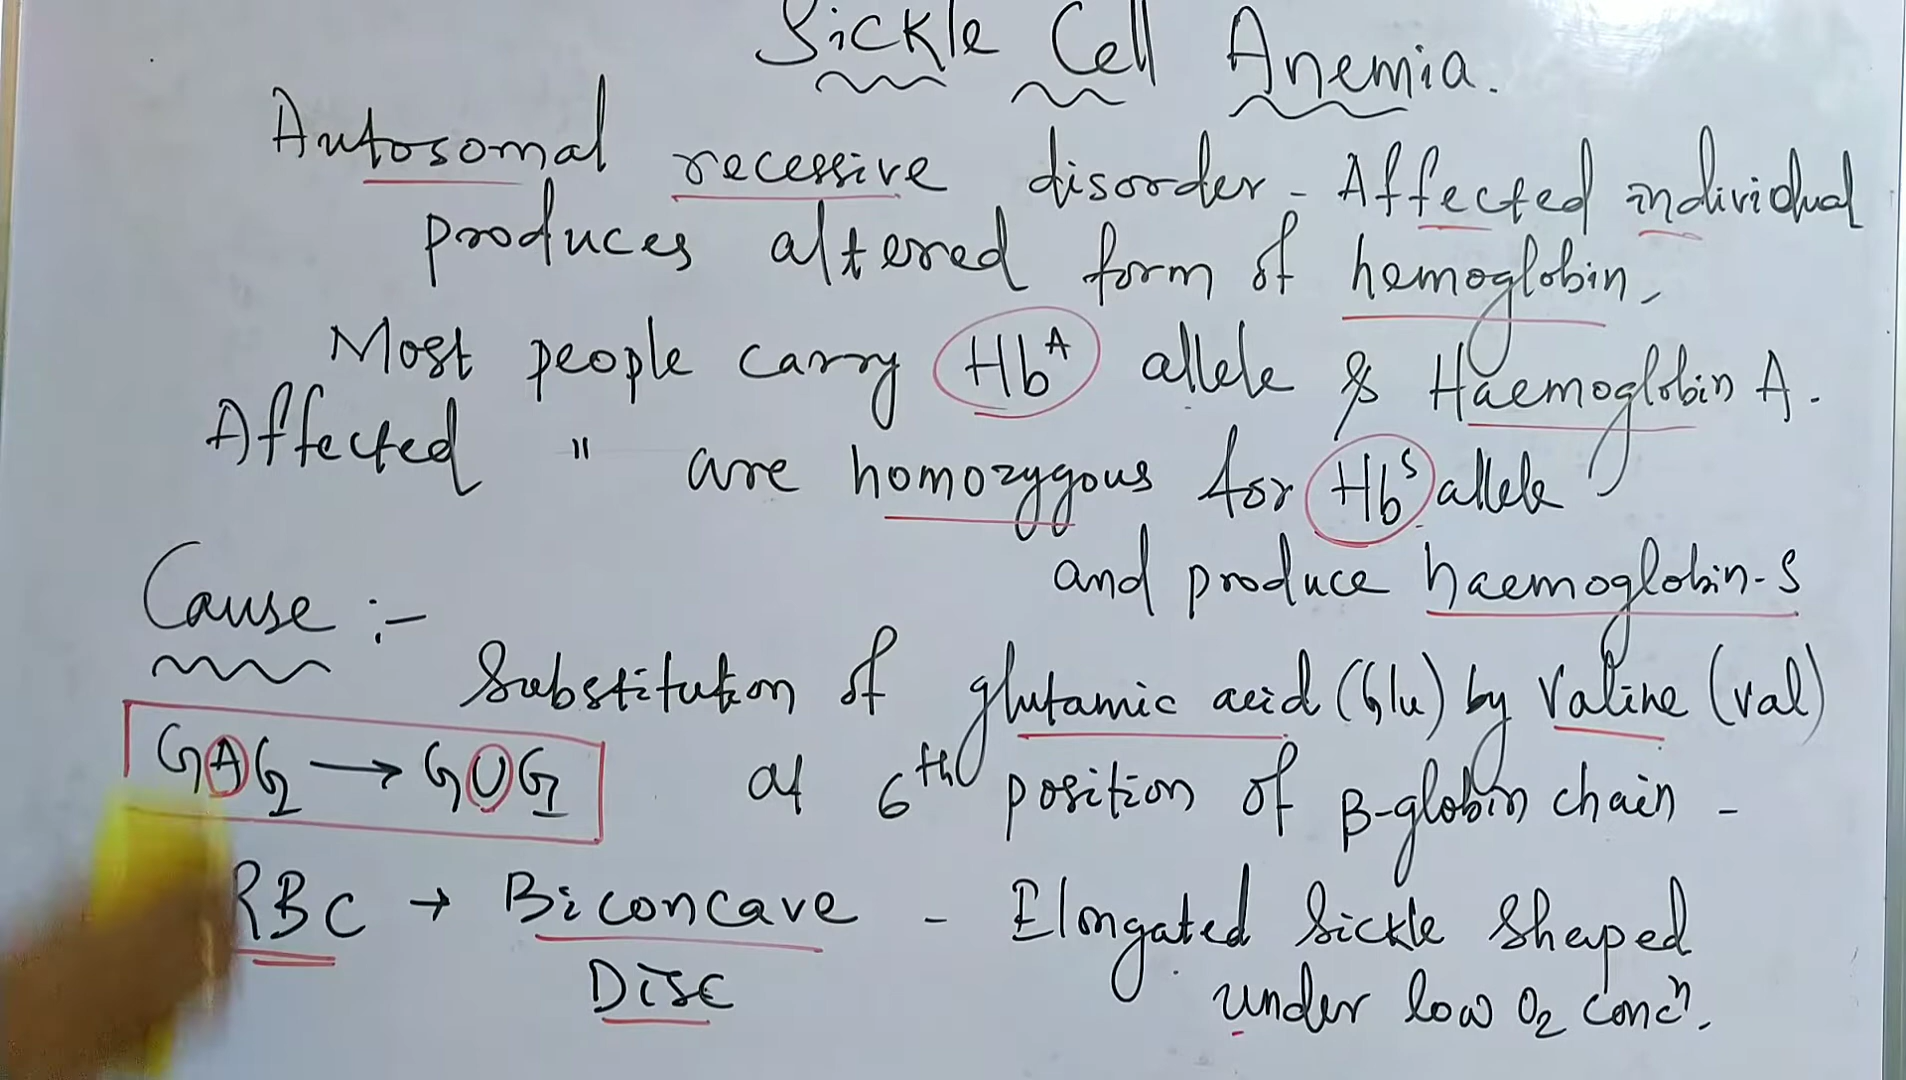 Sickle Cell Anemia.
Autosomal recessive disorder - Affected individual
produces altered form of hemoglobin,
Most people carry Hb^A allele & Haemoglobin A.
Affected " are homozygous for Hb^S allele
and produce haemoglobin-S
Cause :-
Substitution of glutamic acid (Glu) by Valine (val)
GAG → GUG at 6th position of β-globin chain -
RBC → Biconcave - Elongated Sickle Shaped
Disc under low O2 concn.